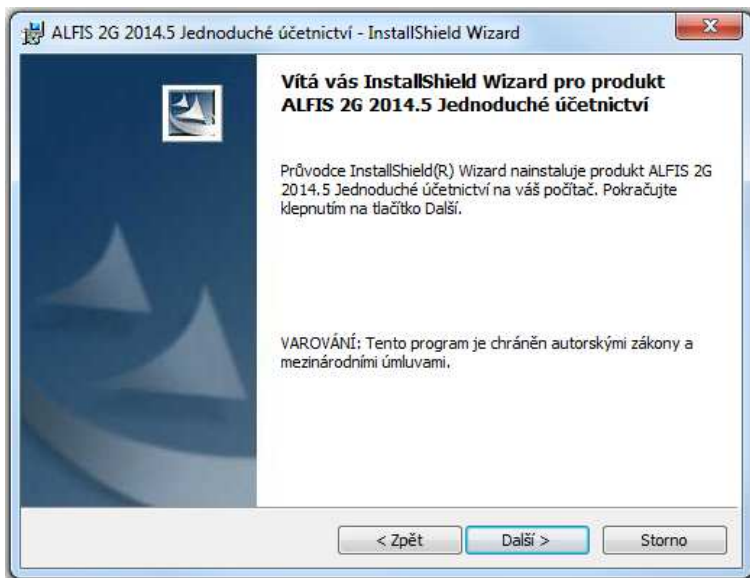 ALFIS 2G 2014.5 Jednoduché účetnictví - InstallShield Wizard
Vítá vás InstallShield Wizard pro produkt
ALFIS 2G 2014.5 Jednoduché účetnictví
Průvodce InstallShield(R) Wizard nainstaluje produkt ALFIS 2G
2014.5 Jednoduché účetnictví na váš počítač. Pokračujte
klepnutím na tlačítko Další.
VAROVÁNÍ: Tento program je chráněn autorskými zákony a
mezinárodními úmluvami.
< Zpět
Další >
Storno